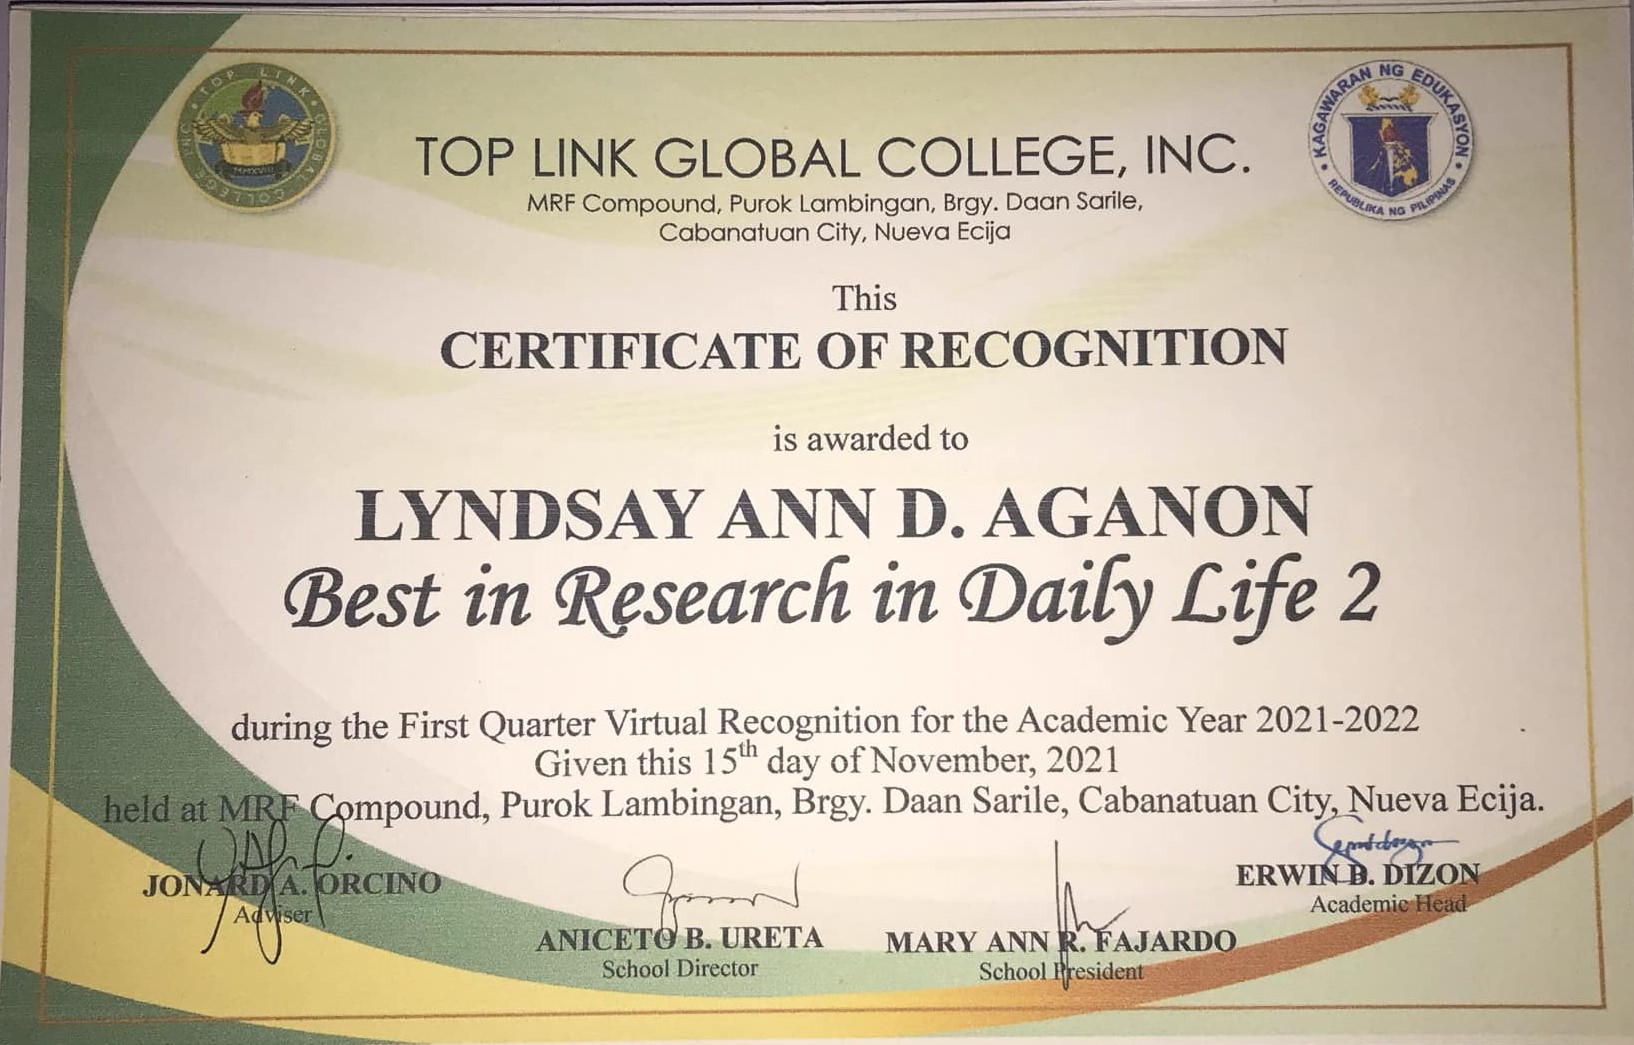 TOP LINK GLOBAL COLLEGE INC.
MMXVIII
KAGAWARAN NG EDUKASYON
REPUBLIKA NG PILIPINAS
TOP LINK GLOBAL COLLEGE, INC.
MRF Compound, Purok Lambingan, Brgy. Daan Sarile,
Cabanatuan City, Nueva Ecija
This
CERTIFICATE OF RECOGNITION
is awarded to
LYNDSAY ANN D. AGANON
Best in Research in Daily Life 2
during the First Quarter Virtual Recognition for the Academic Year 2021-2022
Given this 15th day of November, 2021
held at MRF Compound, Purok Lambingan, Brgy. Daan Sarile, Cabanatuan City, Nueva Ecija.
JONARD A. ORCINO
Adviser
ANICETO B. URETA
School Director
MARY ANN R. FAJARDO
School President
ERWIN B. DIZON
Academic Head